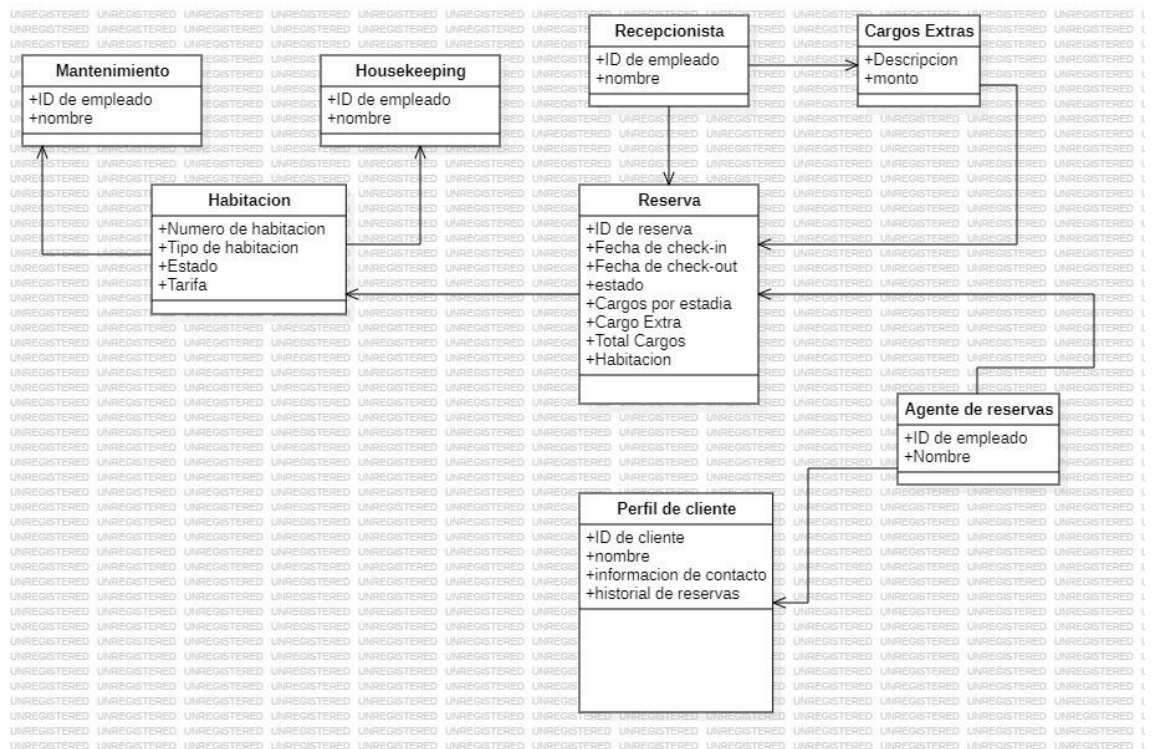 Mantenimiento
+ID de empleado
+nombre
Housekeeping
+ID de empleado
+nombre
Recepcionista
+ID de empleado
+nombre
Cargos Extras
+Descripcion
+monto
Habitacion
+Numero de habitacion
+Tipo de habitacion
+Estado
+Tarifa
Reserva
+ID de reserva
+Fecha de check-in
+Fecha de check-out
+estado
+Cargos por estadia
+Cargo Extra
+Total Cargos
+Habitacion
Agente de reservas
+ID de empleado
+Nombre
Perfil de cliente
+ID de cliente
+nombre
+informacion de contacto
+historial de reservas
UNREGISTERED